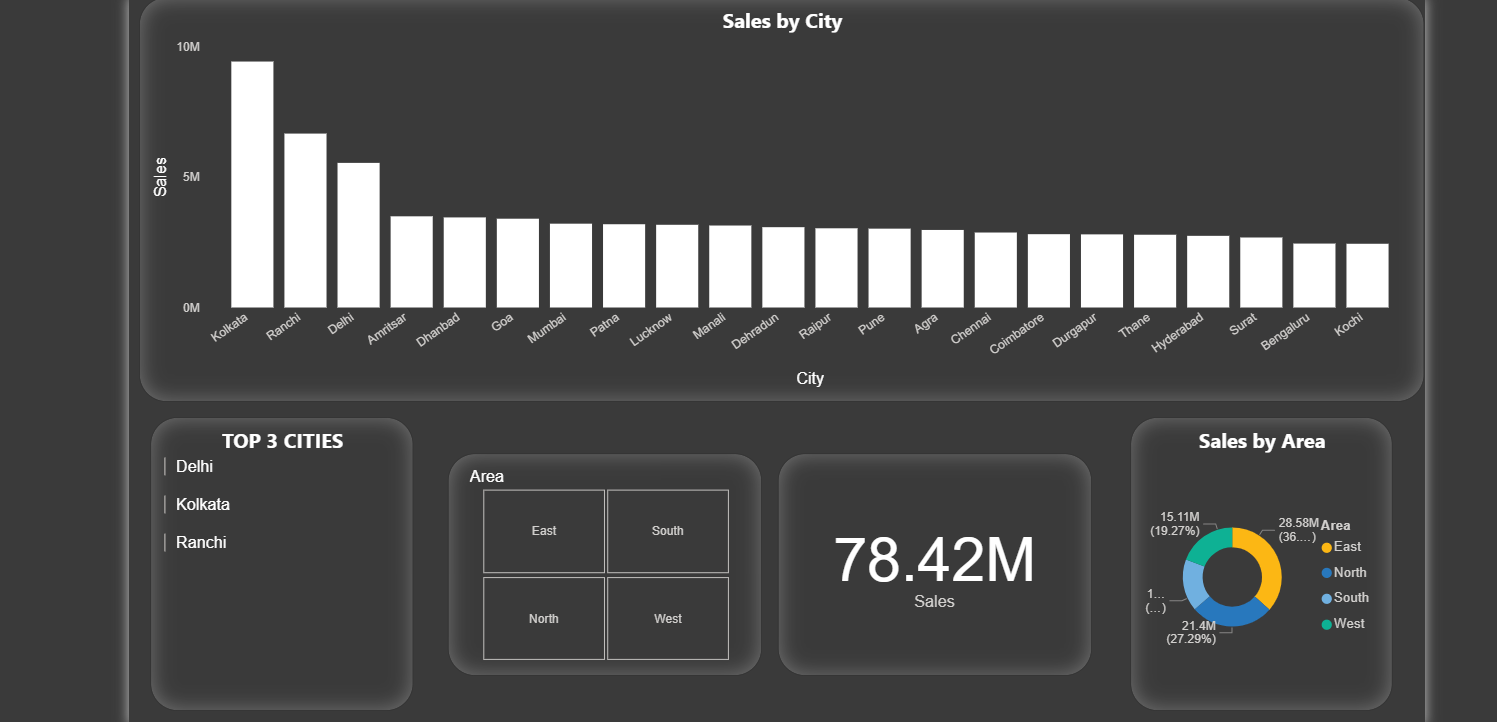 Sales by City
10M
5M
0M
Sales
Kolkata
Ranchi
Delhi
Amritsar
Dhanbad
Goa
Mumbai
Patna
Lucknow
Manali
Dehradun
Raipur
Pune
Agra
Chennai
Coimbatore
Durgapur
Thane
Hyderabad
Surat
Bengaluru
Kochi
City
TOP 3 CITIES
Delhi
Kolkata
Ranchi
Area
East
South
North
West
78.42M
Sales
Sales by Area
15.11M
(19.27%)
28.58M
(36....)
1...
(...)
21.4M
(27.29%)
Area
East
North
South
West